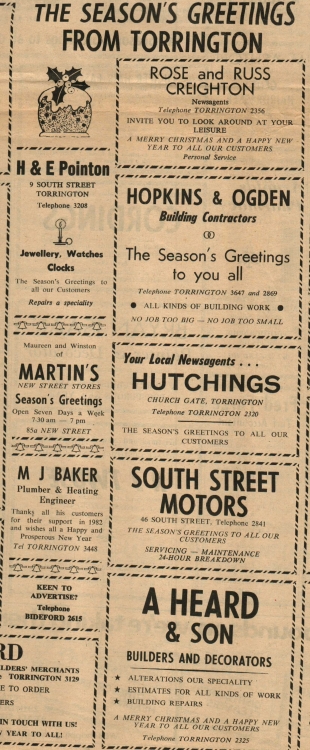 THE SEASON'S GREETINGS
FROM TORRINGTON
H & E Pointon
9 SOUTH STREET
TORRINGTON
Telephone 3208
Jewellery, Watches
Clocks
The Season's Greetings to
all our Customers
Repairs a speciality
Maureen and Winston
of
MARTIN'S
NEW STREET STORES
Season's Greetings
Open Seven Days a Week
7-30 am — 7 pm
85a NEW STREET
M J BAKER
Plumber & Heating
Engineer
Thanks all his customers
for their support in 1982
and wishes all a Happy and
Prosperous New Year
Tel TORRINGTON 3448
KEEN TO
ADVERTISE?
Telephone
BIDEFORD 2615
RD
LDERS' MERCHANTS
TORRINGTON 3129
E TO ORDER
ERS
IN TOUCH WITH US!
YEAR TO ALL!
ROSE and RUSS
CREIGHTON
Newsagents
Telephone TORRINGTON 2356
INVITE YOU TO LOOK AROUND AT YOUR
LEISURE
A MERRY CHRISTMAS AND A HAPPY NEW
YEAR TO ALL OUR CUSTOMERS
Personal Service
HOPKINS & OGDEN
Building Contractors
The Season's Greetings
to you all
Telephone TORRINGTON 3647 and 2869
● ALL KINDS OF BUILDING WORK ●
NO JOB TOO BIG — NO JOB TOO SMALL
Your Local Newsagents . . .
HUTCHINGS
CHURCH GATE, TORRINGTON
Telephone TORRINGTON 2320
THE SEASON'S GREETINGS TO ALL OUR
CUSTOMERS
SOUTH STREET
MOTORS
46 SOUTH STREET, Telephone 2841
THE SEASON'S GREETINGS TO ALL OUR
CUSTOMERS
SERVICING — MAINTENANCE
24-HOUR BREAKDOWN
A HEARD
& SON
BUILDERS AND DECORATORS
★ ALTERATIONS OUR SPECIALITY
★ ESTIMATES FOR ALL KINDS OF WORK
★ BUILDING REPAIRS
A MERRY CHRISTMAS AND A HAPPY NEW
YEAR TO ALL OUR CUSTOMERS
Telephone TORRINGTON 2325